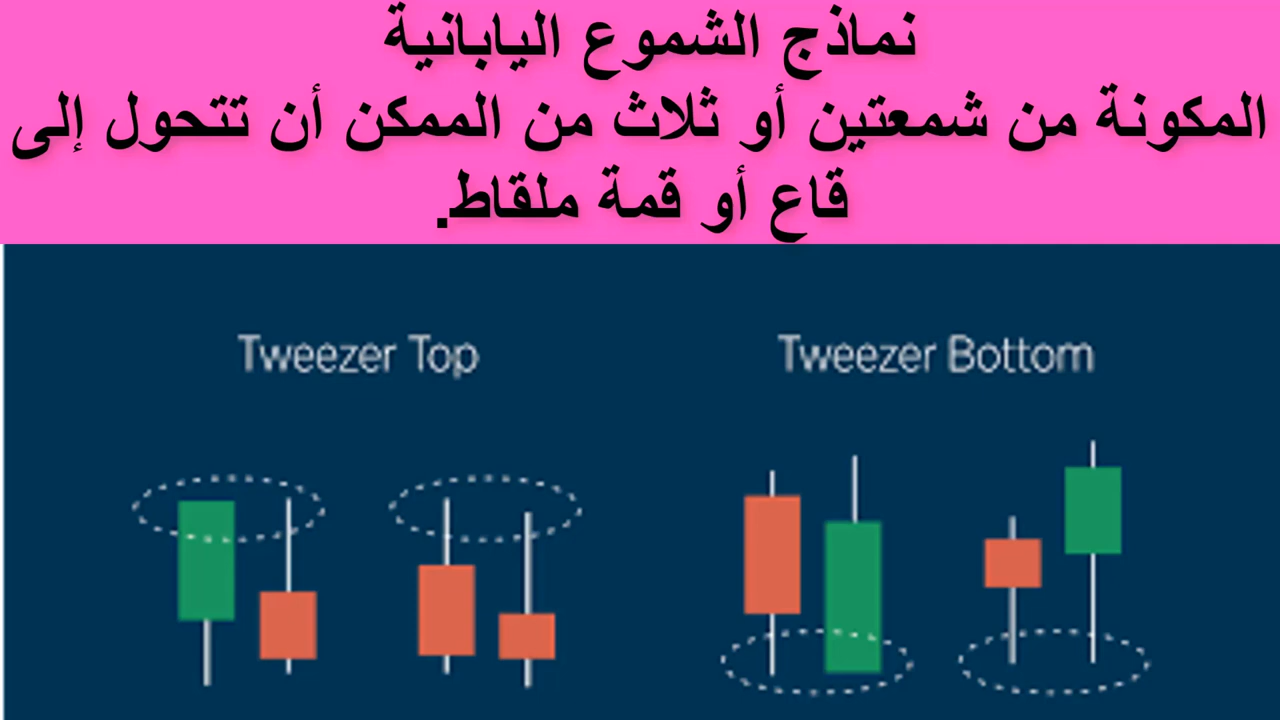 نماذج الشموع اليابانية
المكونة من شمعتين أو ثلاث من الممكن أن تتحول إلى
قاع أو قمة ملقاط.
Tweezer Top
Tweezer Bottom